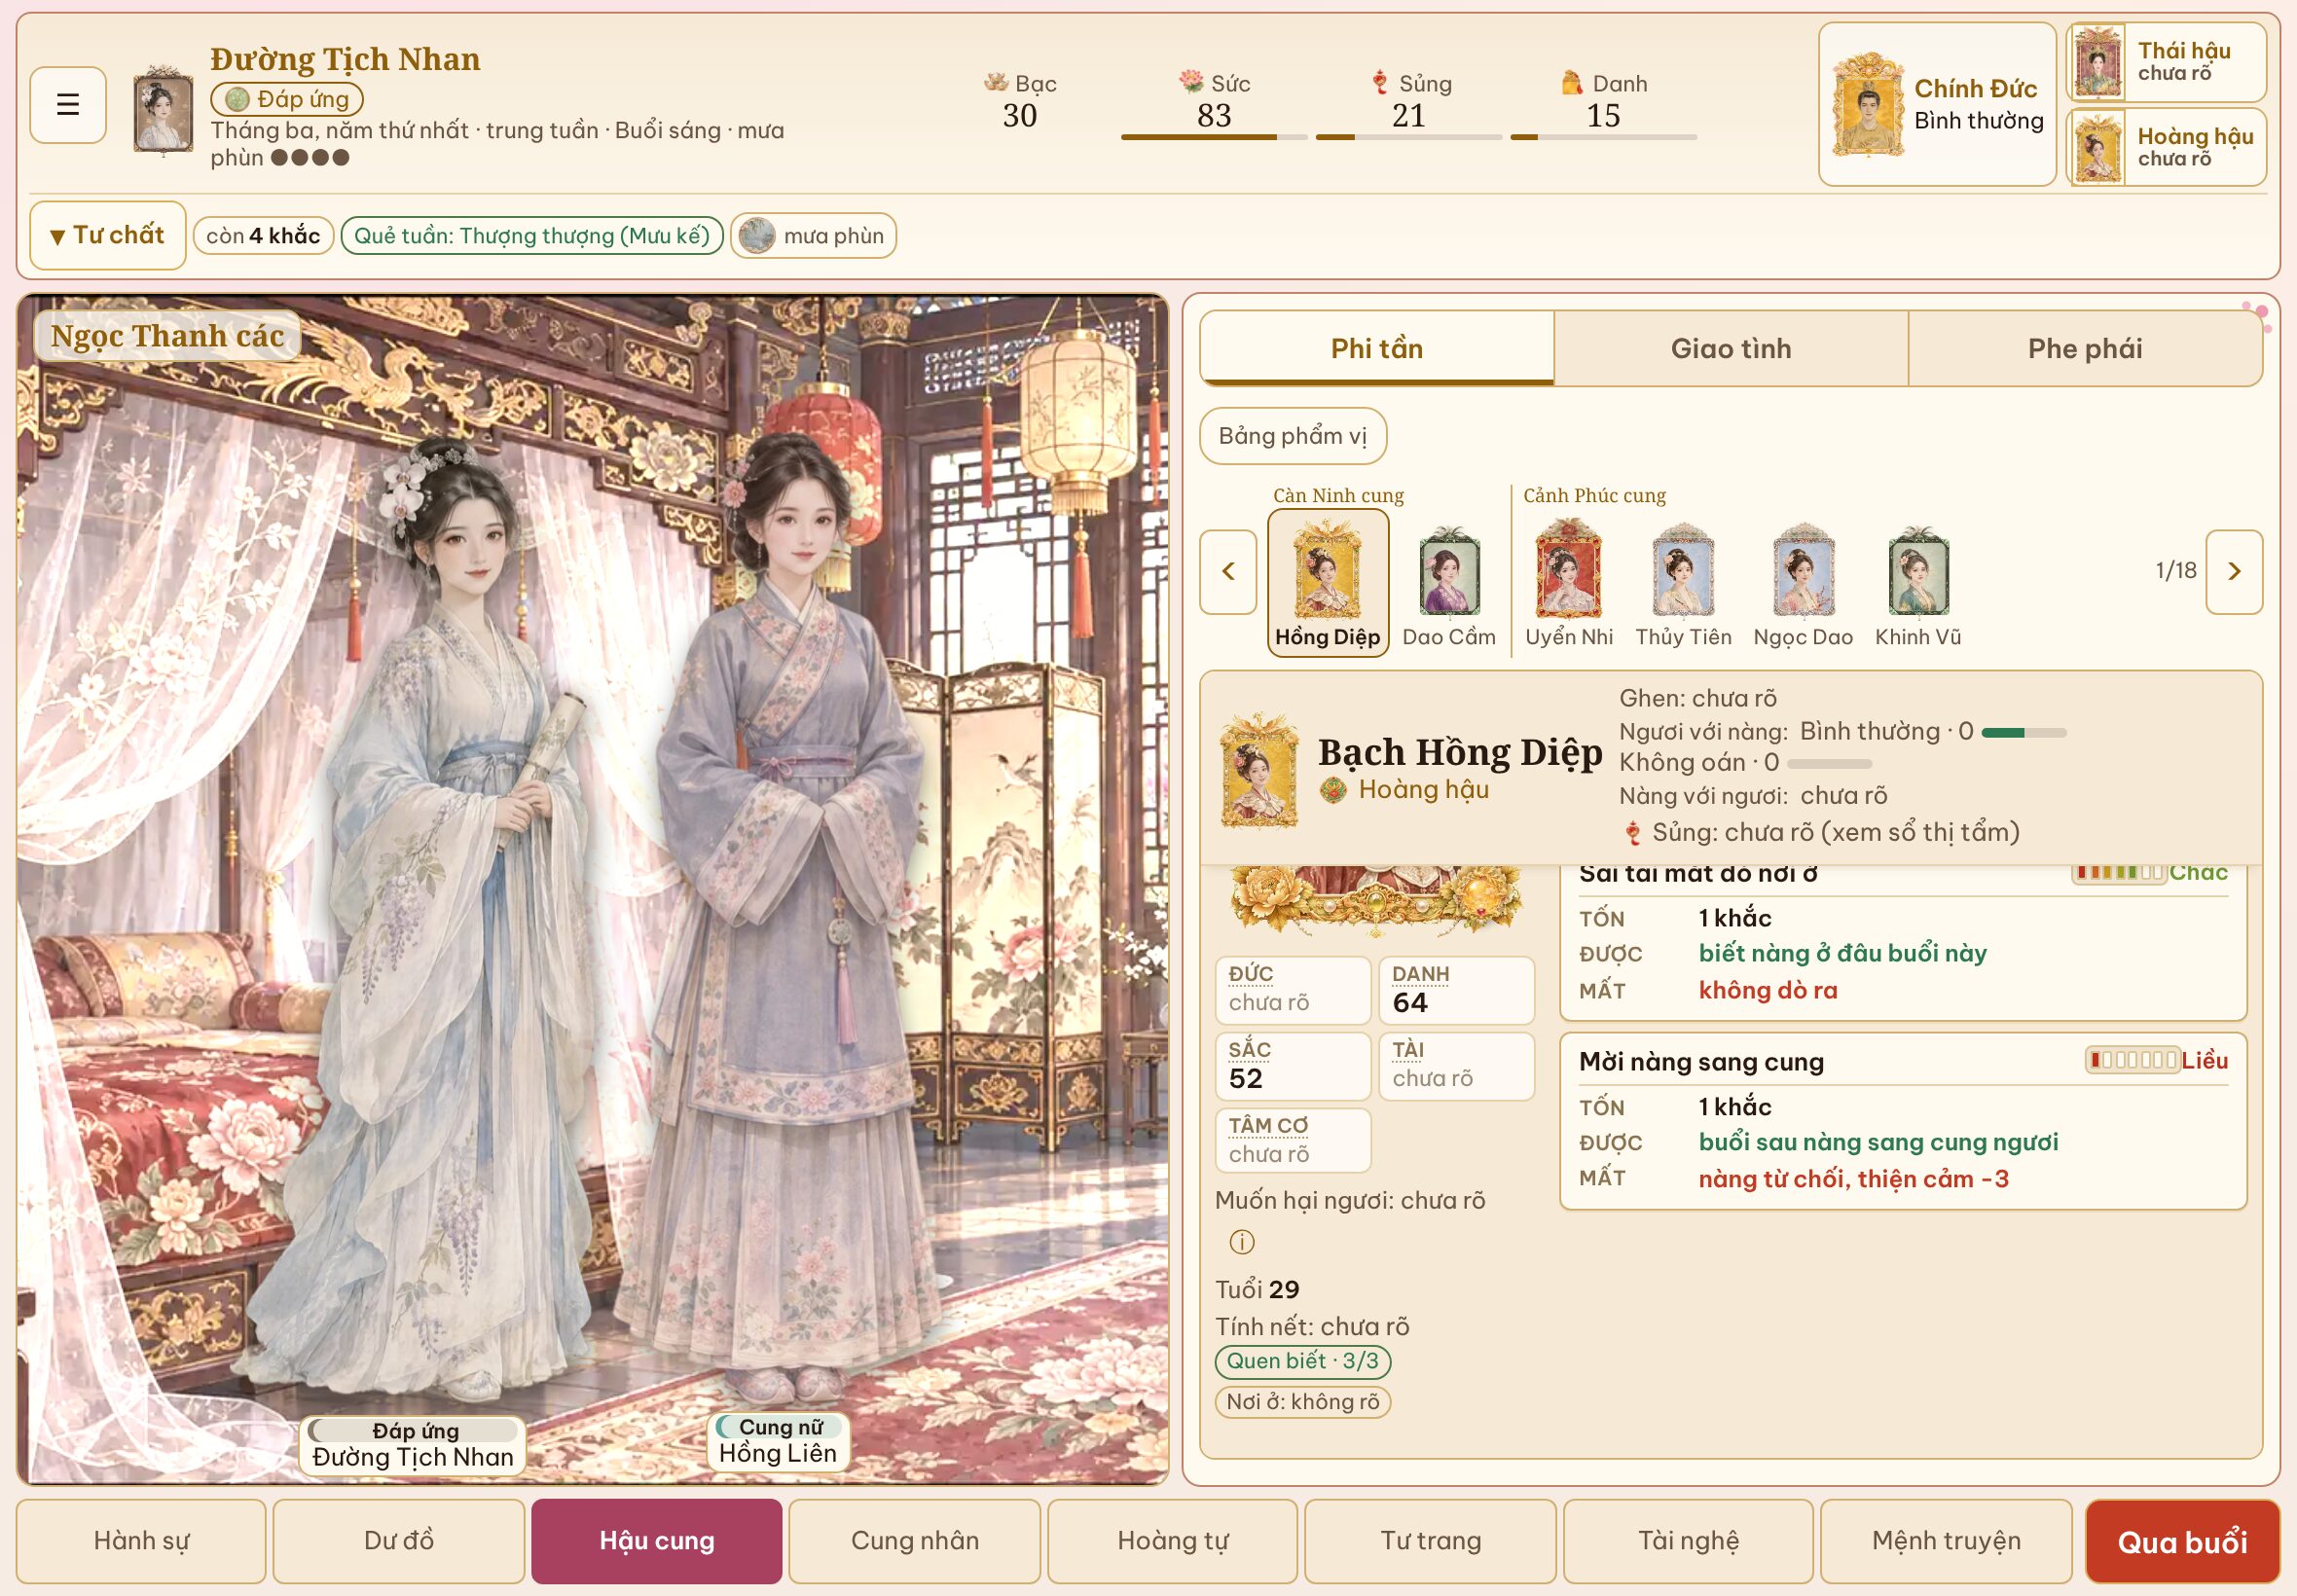 Đường Tịch Nhan
Đáp ứng
Tháng ba, năm thứ nhất · trung tuần · Buổi sáng · mưa
phùn ●●●●
Bạc
30
Sức
83
Sủng
21
Danh
15
Chính Đức
Bình thường
Thái hậu
chưa rõ
Hoàng hậu
chưa rõ
▼ Tư chất
còn 4 khắc
Quẻ tuần: Thượng thượng (Mưu kế)
mưa phùn
Ngọc Thanh các
Đáp ứng
Đường Tịch Nhan
Cung nữ
Hồng Liên
Phi tần
Giao tình
Phe phái
Bảng phẩm vị
Càn Ninh cung
Cảnh Phúc cung
Hồng Diệp
Dao Cầm
Uyển Nhi
Thủy Tiên
Ngọc Dao
Khinh Vũ
1/18
Bạch Hồng Diệp
Hoàng hậu
Ghen: chưa rõ
Ngươi với nàng: Bình thường · 0
Không oán · 0
Nàng với ngươi: chưa rõ
Sủng: chưa rõ (xem sổ thị tẩm)
ĐỨC
chưa rõ
DANH
64
SẮC
52
TÀI
chưa rõ
TÂM CƠ
chưa rõ
Muốn hại ngươi: chưa rõ
ⓘ
Tuổi 29
Tính nết: chưa rõ
Quen biết · 3/3
Nơi ở: không rõ
Sai tai mắt dò nơi ở
Chắc
TỐN 1 khắc
ĐƯỢC biết nàng ở đâu buổi này
MẤT không dò ra
Mời nàng sang cung
Liều
TỐN 1 khắc
ĐƯỢC buổi sau nàng sang cung ngươi
MẤT nàng từ chối, thiện cảm -3
Hành sự
Dư đồ
Hậu cung
Cung nhân
Hoàng tự
Tư trang
Tài nghệ
Mệnh truyện
Qua buổi